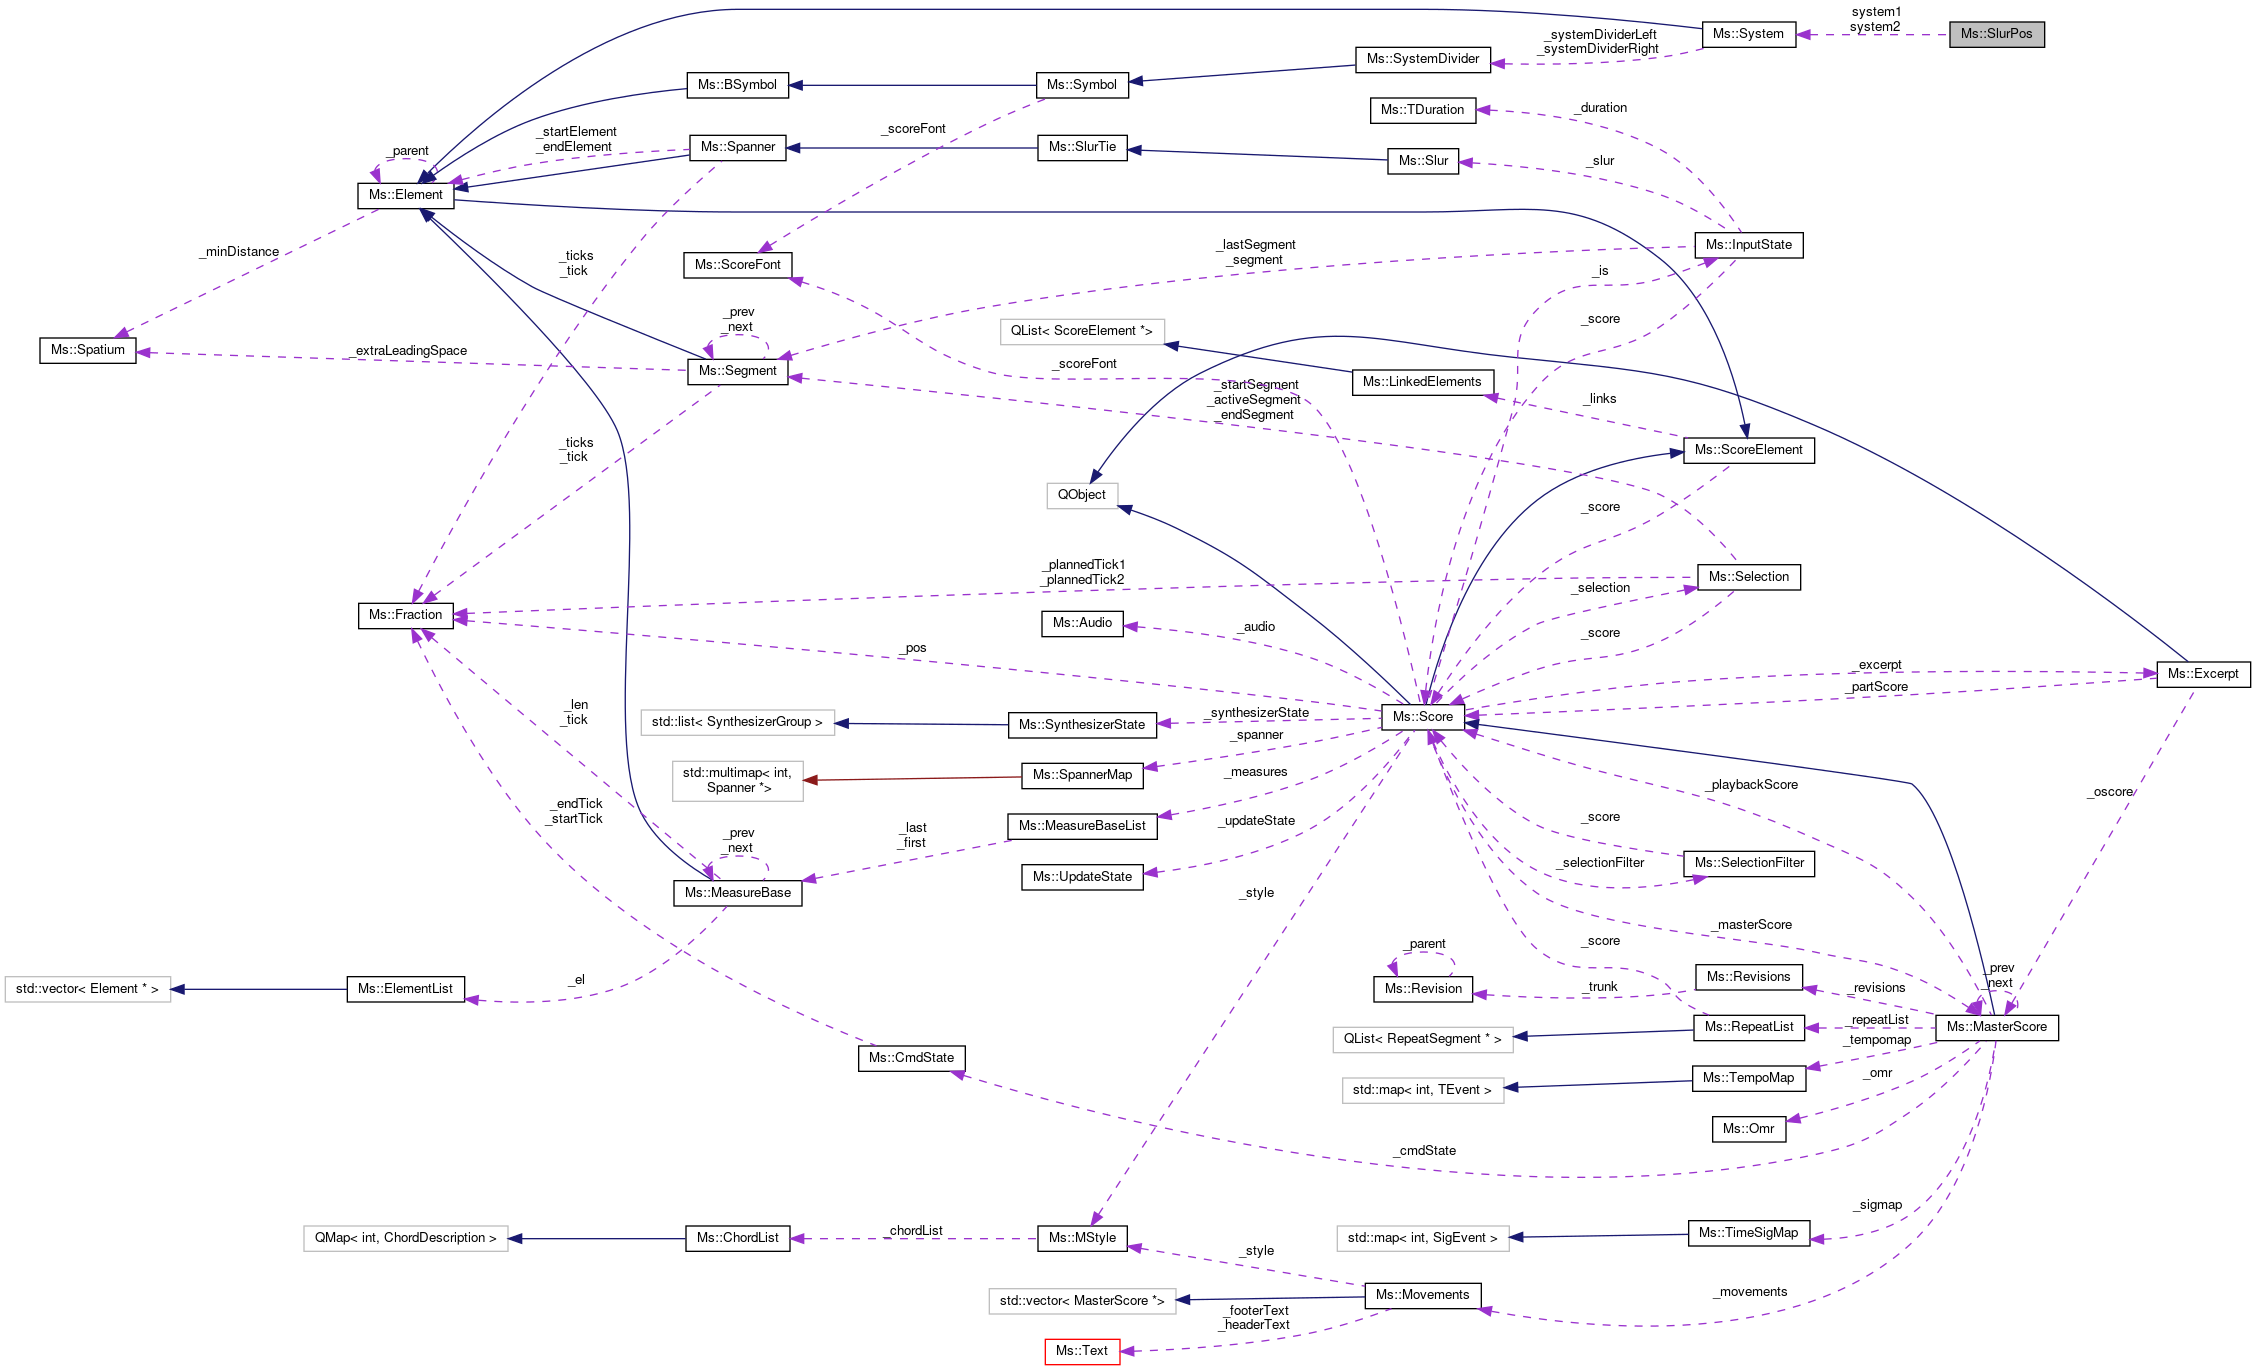 system1
system2
Ms::System
Ms::SlurPos
_systemDividerLeft
_systemDividerRight
Ms::SystemDivider
Ms::BSymbol
Ms::Symbol
Ms::TDuration
_duration
_scoreFont
_startElement
_endElement
_parent
Ms::Spanner
Ms::SlurTie
Ms::Slur
_slur
Ms::Element
_minDistance
_ticks
_tick
Ms::ScoreFont
_lastSegment
_segment
Ms::InputState
_is
_prev
_next
QList< ScoreElement *>
_score
Ms::Spatium
_extraLeadingSpace
Ms::Segment
_scoreFont
Ms::LinkedElements
_startSegment
_activeSegment
_endSegment
_links
_ticks
_tick
Ms::ScoreElement
QObject
_score
_plannedTick1
_plannedTick2
Ms::Selection
_selection
Ms::Fraction
Ms::Audio
_audio
_score
_pos
_excerpt
Ms::Excerpt
_partScore
_len
_tick
std::list< SynthesizerGroup >
Ms::SynthesizerState
_synthesizerState
Ms::Score
_spanner
std::multimap< int,
Spanner *>
Ms::SpannerMap
_measures
_playbackScore
_oscore
_endTick
_startTick
_prev
_next
_last
_first
Ms::MeasureBaseList
_updateState
_score
Ms::MeasureBase
Ms::UpdateState
_selectionFilter
Ms::SelectionFilter
_style
_masterScore
_parent
_score
std::vector< Element * >
Ms::ElementList
_el
Ms::Revision
_trunk
Ms::Revisions
_revisions
_prev
_next
QList< RepeatSegment * >
Ms::RepeatList
_repeatList
Ms::MasterScore
_tempomap
Ms::CmdState
std::map< int, TEvent >
Ms::TempoMap
_omr
Ms::Omr
_cmdState
_sigmap
QMap< int, ChordDescription >
Ms::ChordList
_chordList
Ms::MStyle
std::map< int, SigEvent >
Ms::TimeSigMap
_style
std::vector< MasterScore *>
Ms::Movements
_movements
_footerText
_headerText
Ms::Text